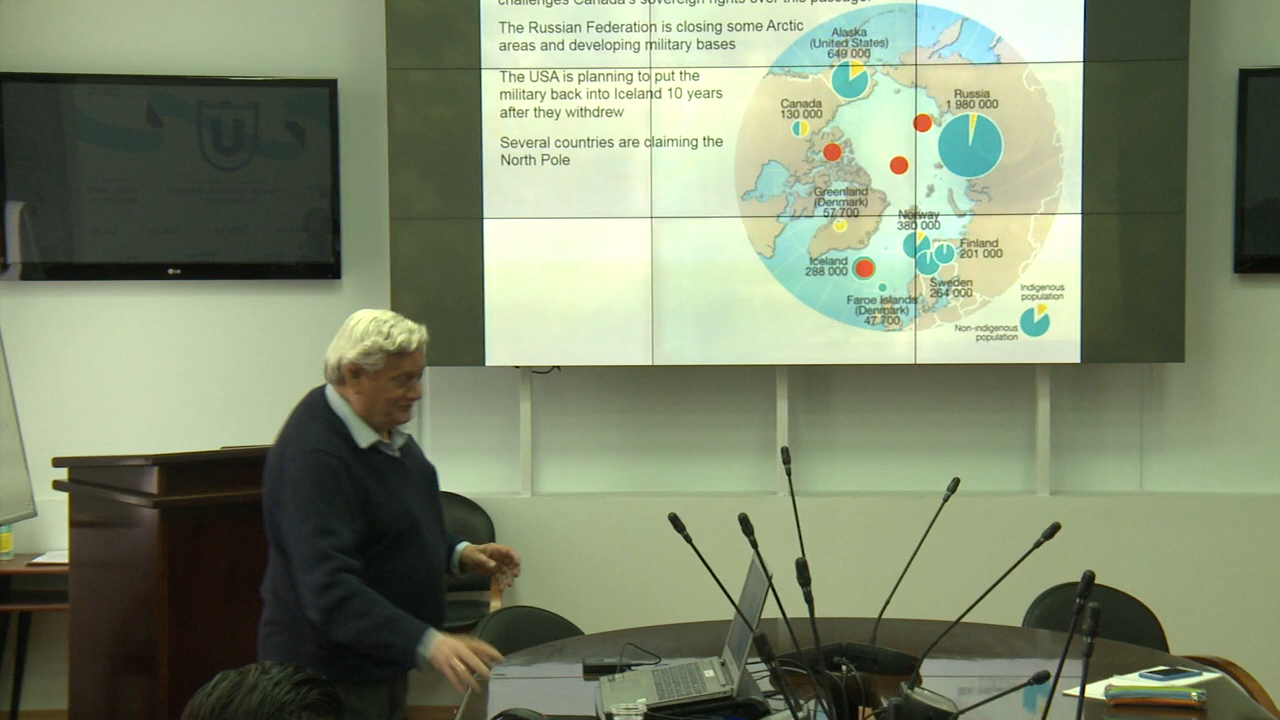 challenges Canada's sovereign rights over this passage.
The Russian Federation is closing some Arctic
areas and developing military bases
The USA is planning to put the
military back into Iceland 10 years
after they withdrew
Several countries are claiming the
North Pole
Alaska
(United States)
649 000
Canada
130 000
Russia
1 980 000
Greenland
(Denmark)
57 700
Norway
380 000
Finland
201 000
Iceland
288 000
Sweden
264 000
Faroe Islands
(Denmark)
47 700
Indigenous
population
Non-indigenous
population
U
LG